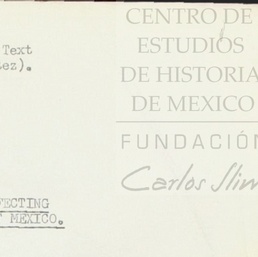 Text
ez).
CENTRO DE
ESTUDIOS
DE HISTORIA
DE MEXICO
FUNDACIÓN
Carlos Slim
FECTING
MEXICO.